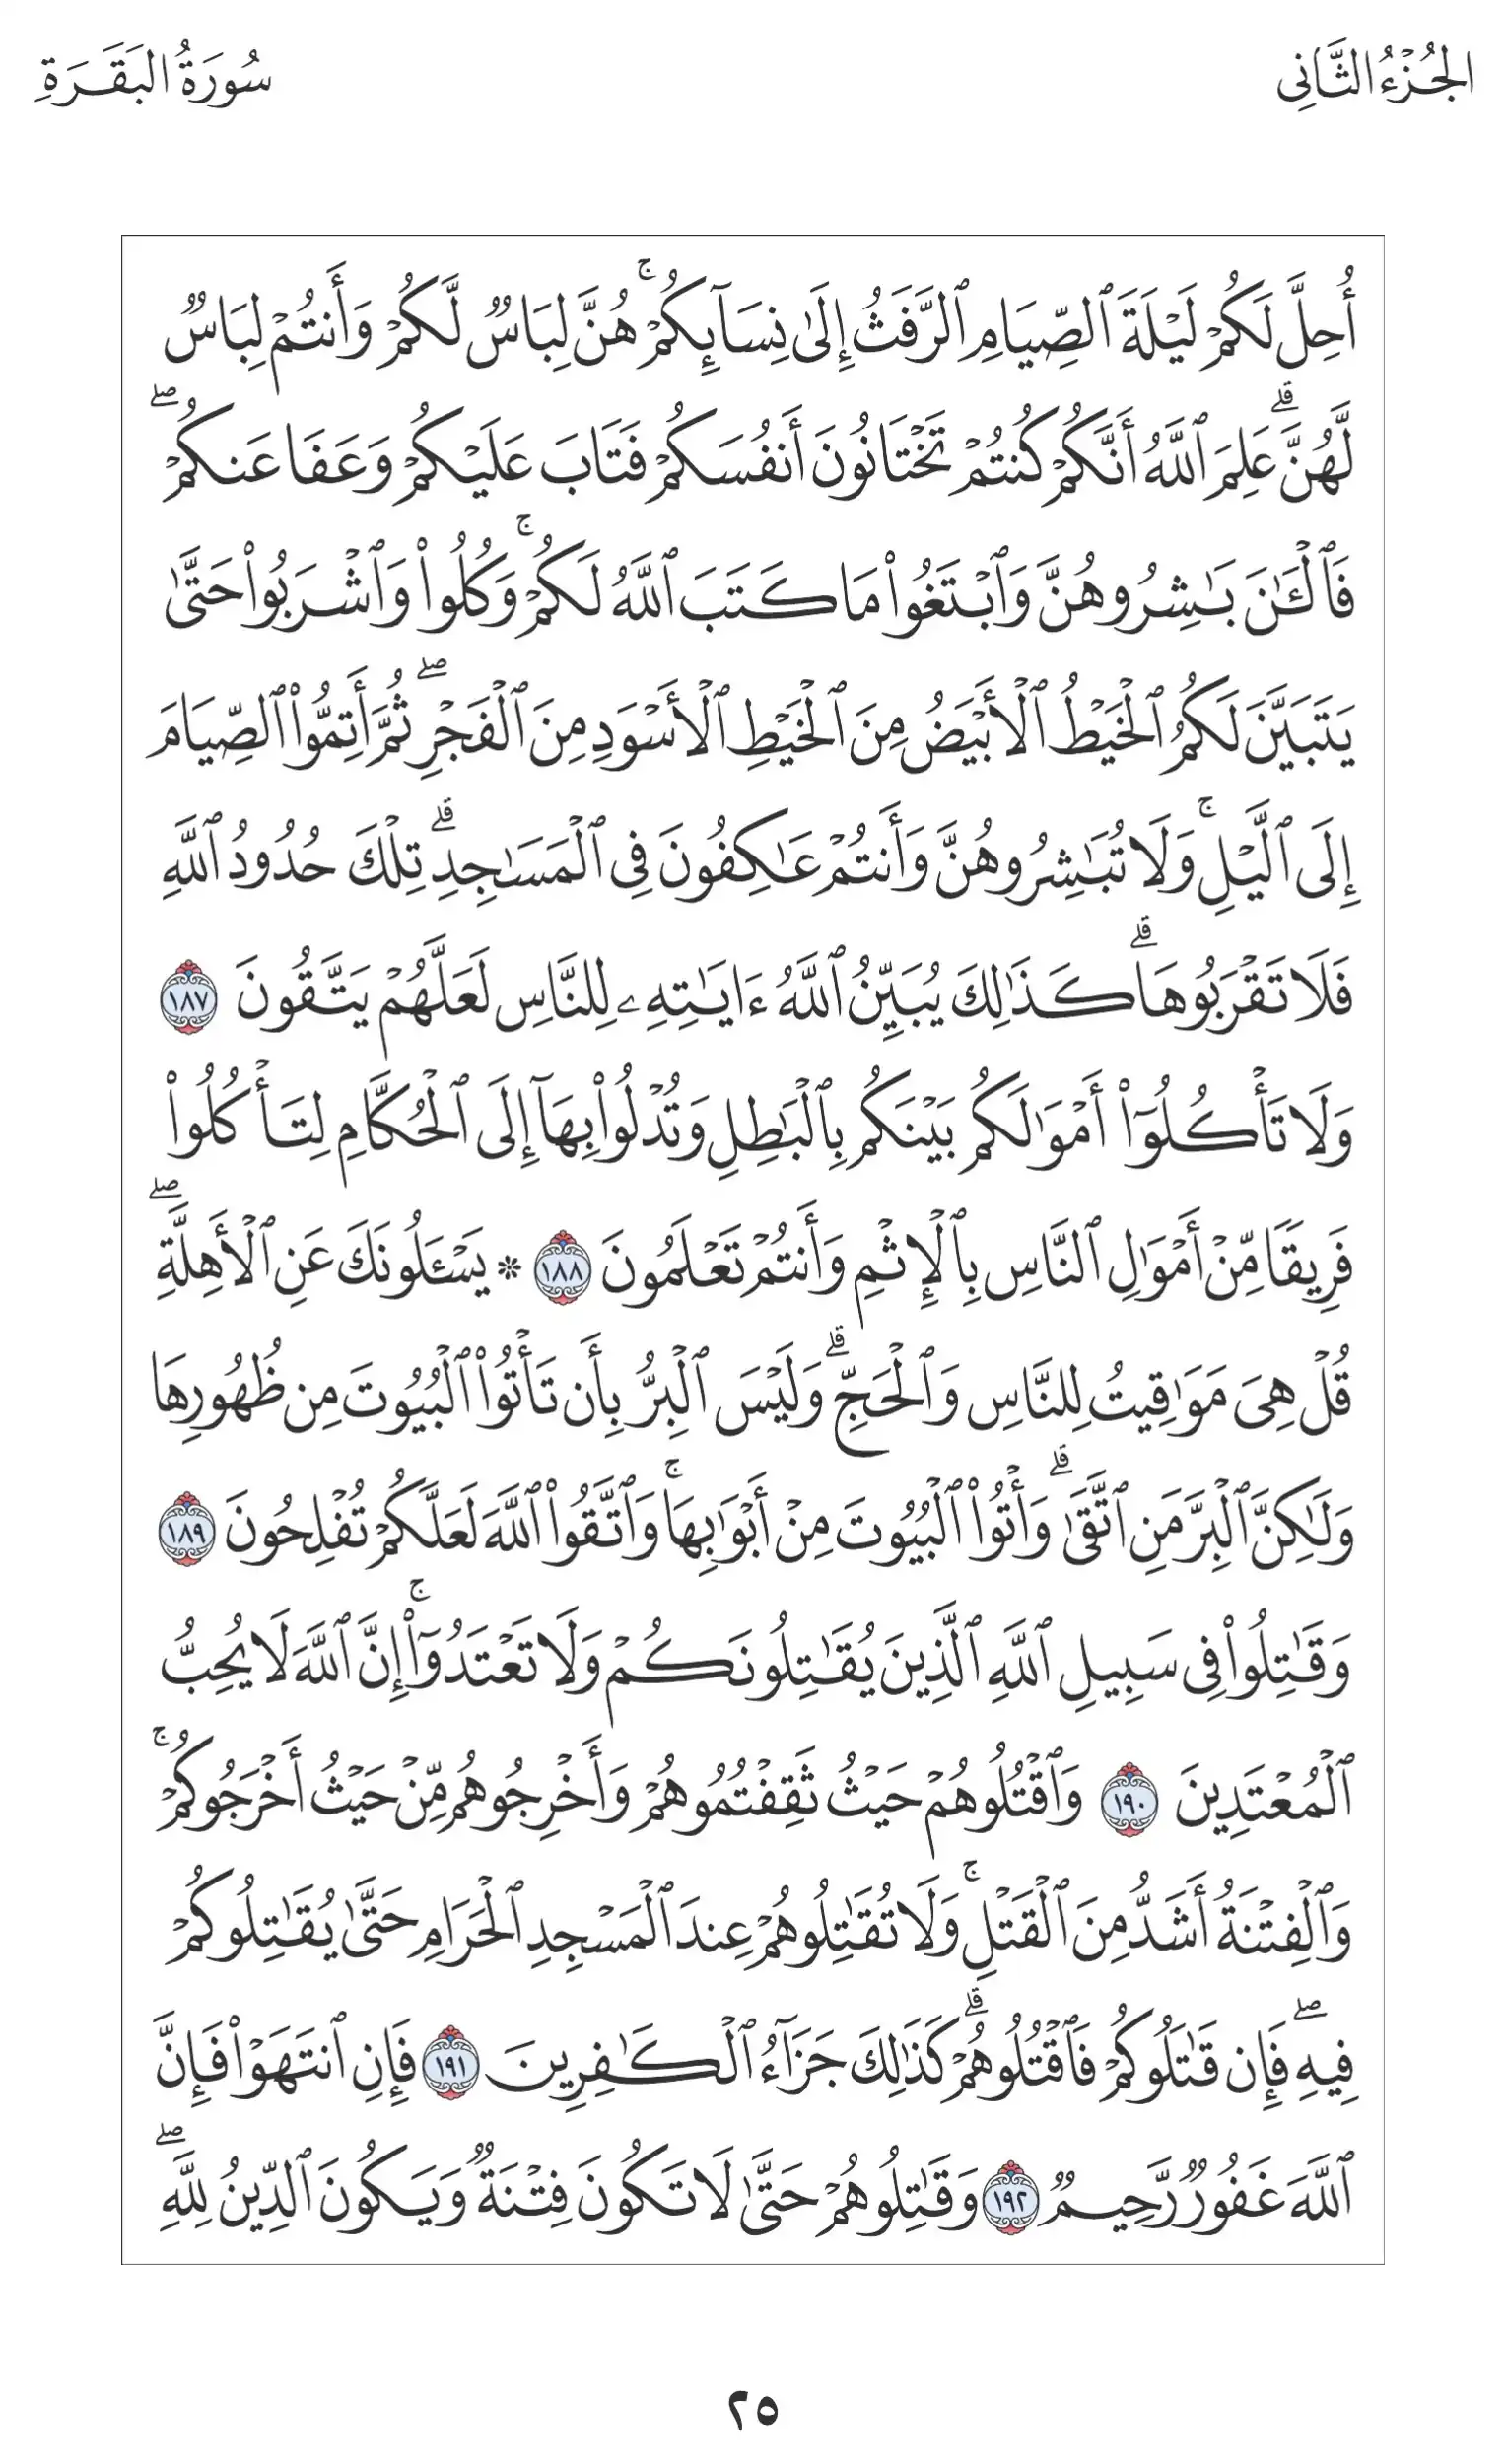 الجُزْءُ الثَّانِي
سُورَةُ البَقَرَةِ
أُحِلَّ لَكُمْ لَيْلَةَ ٱلصِّيَامِ ٱلرَّفَثُ إِلَىٰ نِسَآئِكُمْۚ هُنَّ لِبَاسٌ لَّكُمْ وَأَنتُمْ لِبَاسٌ
لَّهُنَّۗ عَلِمَ ٱللَّهُ أَنَّكُمْ كُنتُمْ تَخْتَانُونَ أَنفُسَكُمْ فَتَابَ عَلَيْكُمْ وَعَفَا عَنكُمْۖ
فَٱلْـَٰٔنَ بَـٰشِرُوهُنَّ وَٱبْتَغُوا۟ مَا كَتَبَ ٱللَّهُ لَكُمْۚ وَكُلُوا۟ وَٱشْرَبُوا۟ حَتَّىٰ
يَتَبَيَّنَ لَكُمُ ٱلْخَيْطُ ٱلْأَبْيَضُ مِنَ ٱلْخَيْطِ ٱلْأَسْوَدِ مِنَ ٱلْفَجْرِۖ ثُمَّ أَتِمُّوا۟ ٱلصِّيَامَ
إِلَى ٱلَّيْلِۚ وَلَا تُبَـٰشِرُوهُنَّ وَأَنتُمْ عَـٰكِفُونَ فِى ٱلْمَسَـٰجِدِۗ تِلْكَ حُدُودُ ٱللَّهِ
فَلَا تَقْرَبُوهَاۗ كَذَٰلِكَ يُبَيِّنُ ٱللَّهُ ءَايَـٰتِهِۦ لِلنَّاسِ لَعَلَّهُمْ يَتَّقُونَ ١٨٧
وَلَا تَأْكُلُوٓا۟ أَمْوَٰلَكُم بَيْنَكُم بِٱلْبَـٰطِلِ وَتُدْلُوا۟ بِهَآ إِلَى ٱلْحُكَّامِ لِتَأْكُلُوا۟
فَرِيقًا مِّنْ أَمْوَٰلِ ٱلنَّاسِ بِٱلْإِثْمِ وَأَنتُمْ تَعْلَمُونَ ١٨٨ * يَسْـَٔلُونَكَ عَنِ ٱلْأَهِلَّةِۖ
قُلْ هِىَ مَوَٰقِيتُ لِلنَّاسِ وَٱلْحَجِّۗ وَلَيْسَ ٱلْبِرُّ بِأَن تَأْتُوا۟ ٱلْبُيُوتَ مِن ظُهُورِهَا
وَلَـٰكِنَّ ٱلْبِرَّ مَنِ ٱتَّقَىٰۗ وَأْتُوا۟ ٱلْبُيُوتَ مِنْ أَبْوَٰبِهَاۚ وَٱتَّقُوا۟ ٱللَّهَ لَعَلَّكُمْ تُفْلِحُونَ ١٨٩
وَقَـٰتِلُوا۟ فِى سَبِيلِ ٱللَّهِ ٱلَّذِينَ يُقَـٰتِلُونَكُمْ وَلَا تَعْتَدُوٓا۟ۚ إِنَّ ٱللَّهَ لَا يُحِبُّ
ٱلْمُعْتَدِينَ ١٩٠ وَٱقْتُلُوهُمْ حَيْثُ ثَقِفْتُمُوهُمْ وَأَخْرِجُوهُم مِّنْ حَيْثُ أَخْرَجُوكُمْۚ
وَٱلْفِتْنَةُ أَشَدُّ مِنَ ٱلْقَتْلِۚ وَلَا تُقَـٰتِلُوهُمْ عِندَ ٱلْمَسْجِدِ ٱلْحَرَامِ حَتَّىٰ يُقَـٰتِلُوكُمْ
فِيهِۖ فَإِن قَـٰتَلُوكُمْ فَٱقْتُلُوهُمْۗ كَذَٰلِكَ جَزَآءُ ٱلْكَـٰفِرِينَ ١٩١ فَإِنِ ٱنتَهَوْا۟ فَإِنَّ
ٱللَّهَ غَفُورٌ رَّحِيمٌ ١٩٢ وَقَـٰتِلُوهُمْ حَتَّىٰ لَا تَكُونَ فِتْنَةٌ وَيَكُونَ ٱلدِّينُ لِلَّهِۖ
٢٥